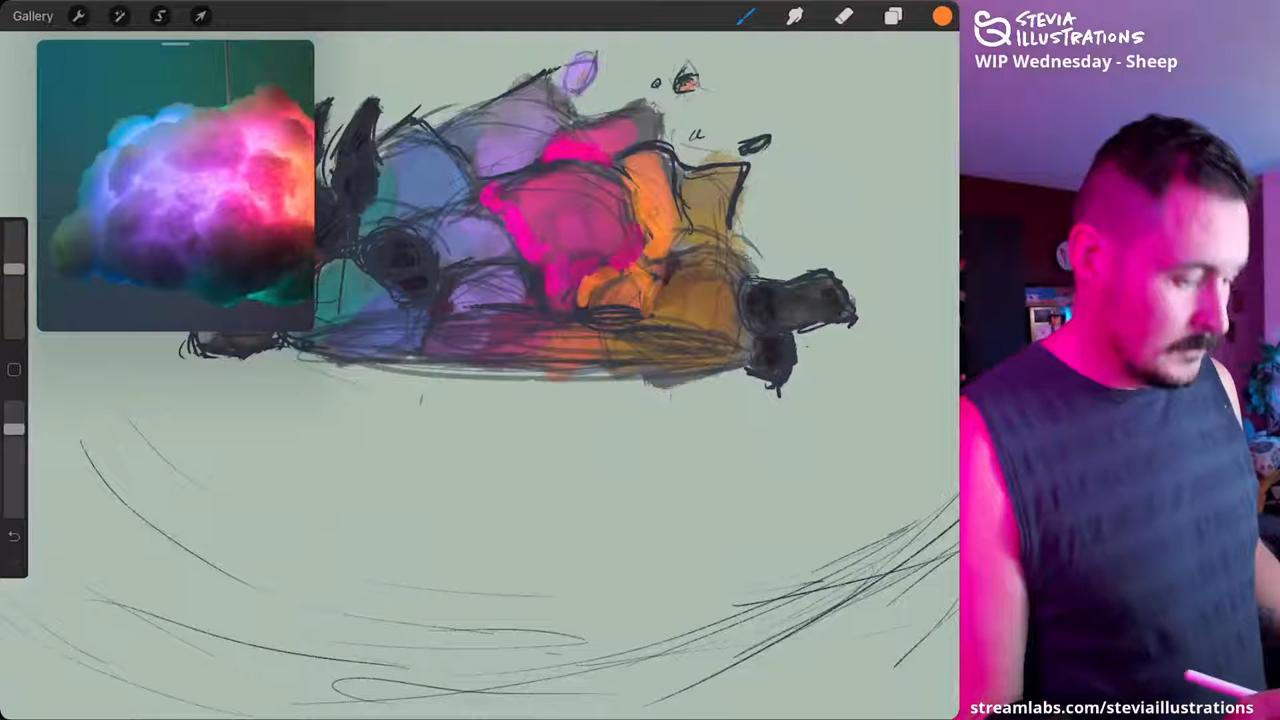 Gallery
STEVIA
ILLUSTRATIONS
WIP Wednesday - Sheep
streamlabs.com/steviaillustrations